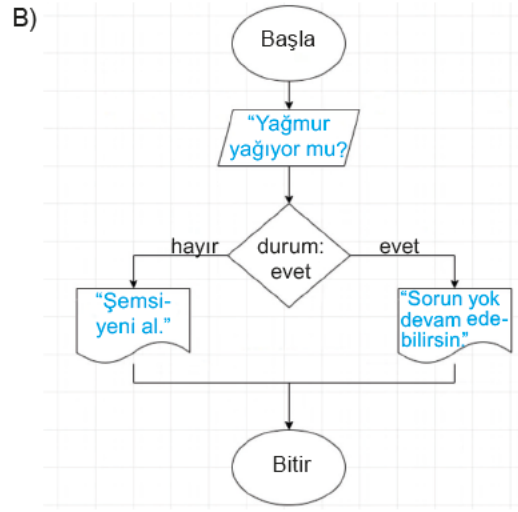 B)
Başla
“Yağmur
yağıyor mu?
hayır
durum:
evet
evet
“Şemsi-
yeni al.”
“Sorun yok
devam ede-
bilirsin.”
Bitir